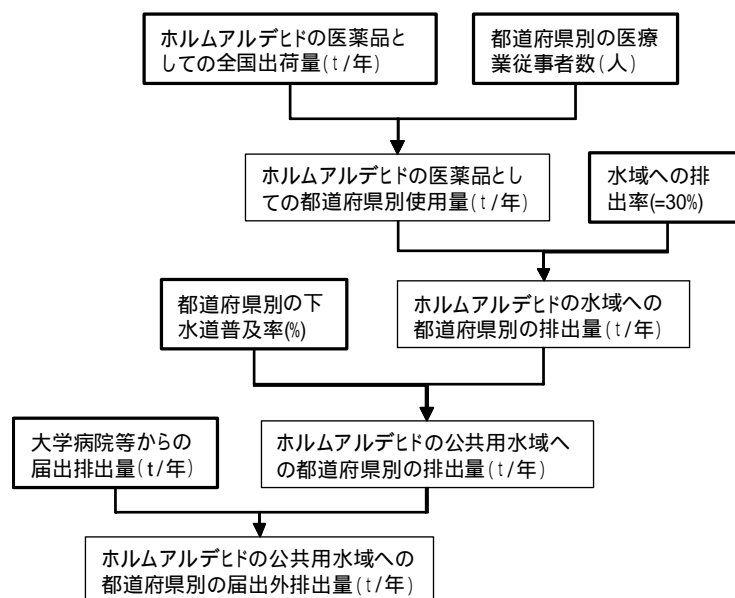 ホルムアルデヒドの医薬品と
しての全国出荷量(t/年)
都道府県別の医療
業従事者数(人)
ホルムアルデヒドの医薬品とし
ての都道府県別使用量(t/年)
水域への排
出率(=30%)
都道府県別の下
水道普及率(%)
ホルムアルデヒドの水域への
都道府県別の排出量(t/年)
大学病院等からの
届出排出量(t/年)
ホルムアルデヒドの公共用水域へ
の都道府県別の排出量(t/年)
ホルムアルデヒドの公共用水域への
都道府県別の届出外排出量(t/年)